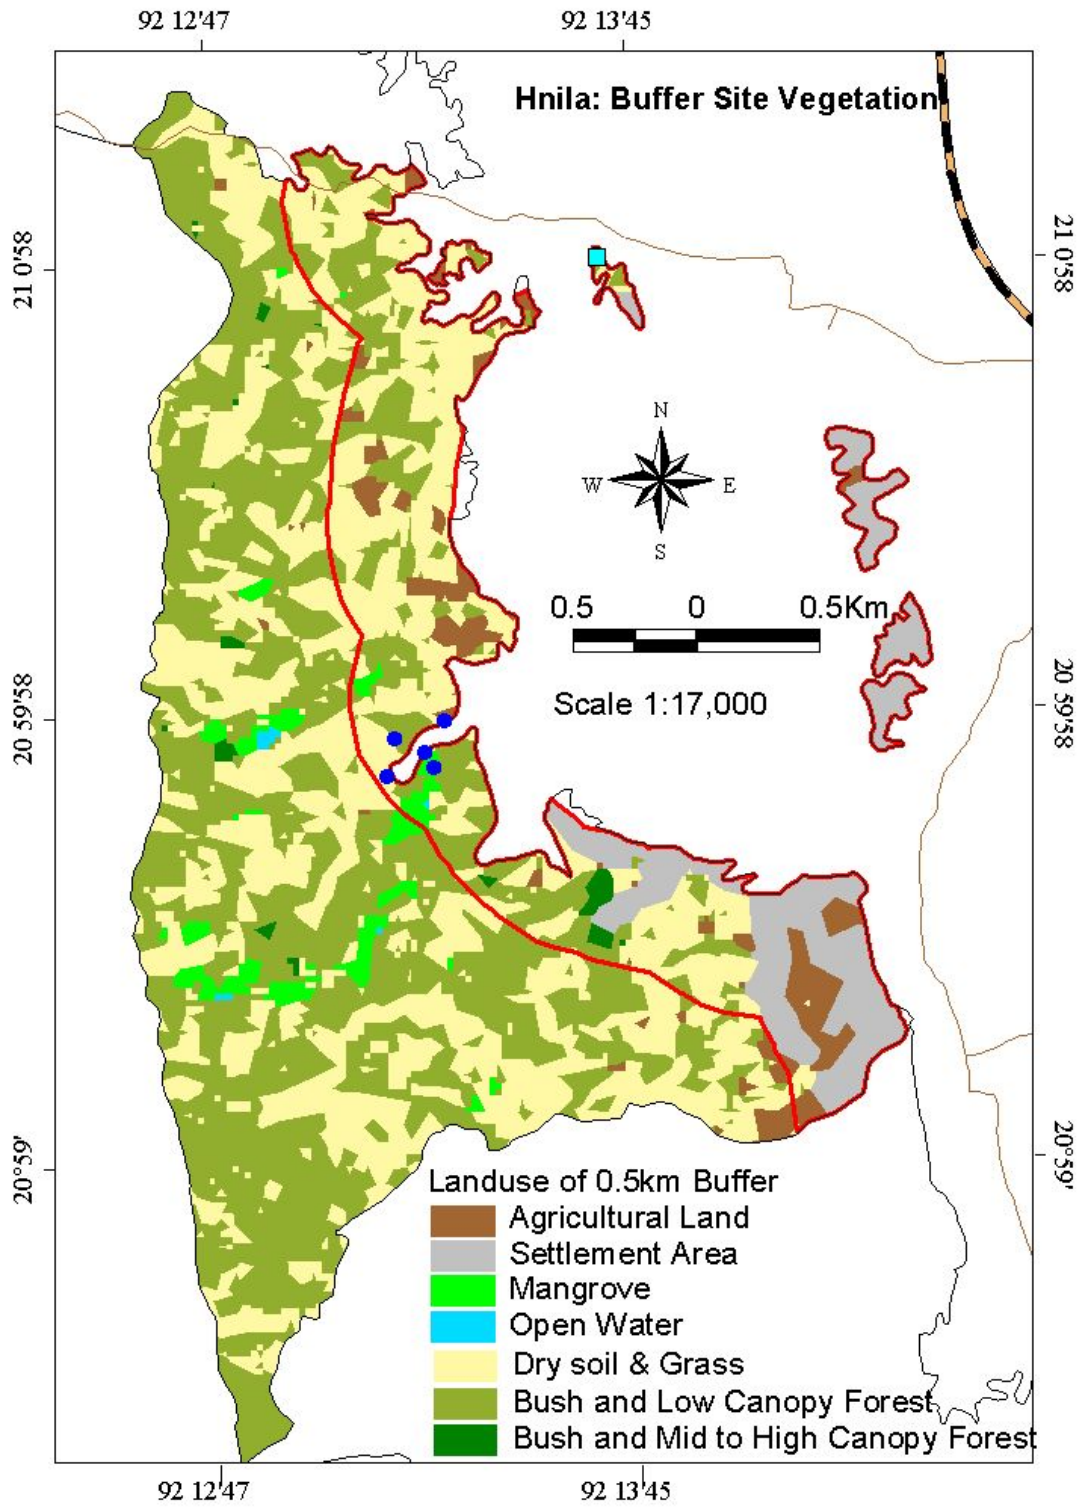 92 12'47 92 13'45
Hnila: Buffer Site Vegetation
21 0'58 21 0'58
N
W E
S
0.5 0 0.5Km
Scale 1:17,000
20 59'58 20 59'58
20°59' 20°59'
Landuse of 0.5km Buffer
Agricultural Land
Settlement Area
Mangrove
Open Water
Dry soil & Grass
Bush and Low Canopy Forest
Bush and Mid to High Canopy Forest
92 12'47 92 13'45